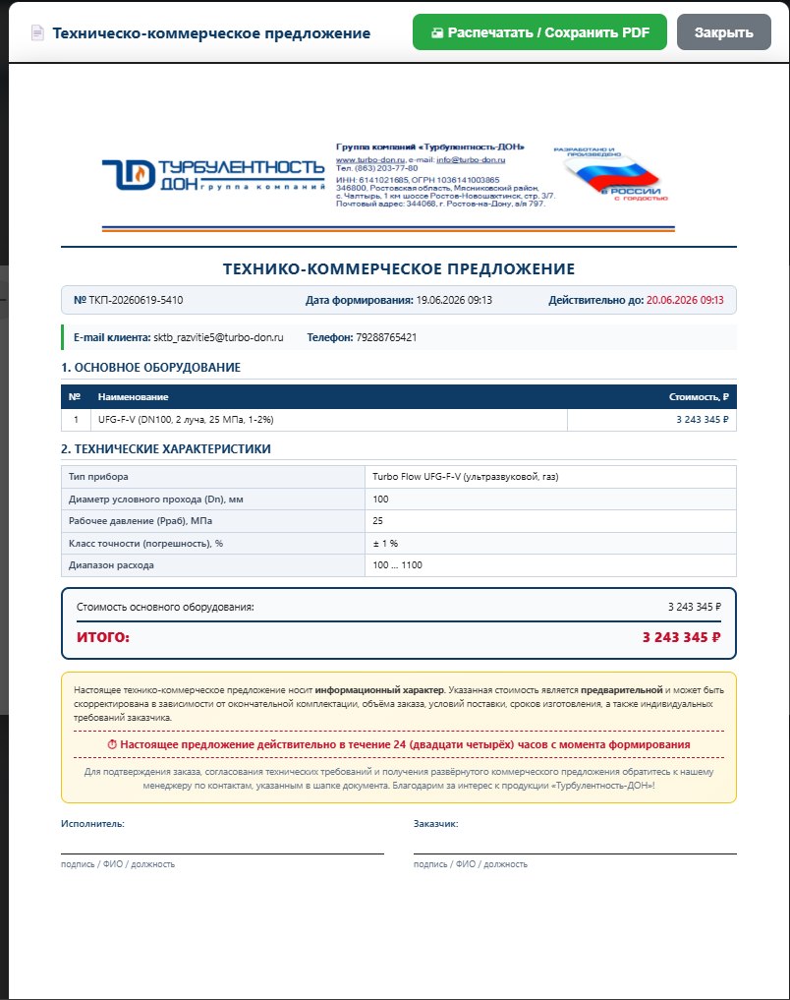 Техническо-коммерческое предложение
Распечатать / Сохранить PDF
Закрыть
ТУРБУЛЕНТНОСТЬ
ДОН группа компаний
Группа компаний «Турбулентность-ДОН»
www.turbo-don.ru, e-mail: info@turbo-don.ru
Тел. (863) 203-77-80
ИНН: 6141021685, ОГРН 1036141003865
346800, Ростовская область, Мясниковский район,
с. Чалтырь, 1 км шоссе Ростов-Новошахтинск, стр. 3/7.
Почтовый адрес: 344068, г. Ростов-на-Дону, а/я 797.
РАЗРАБОТАНО И
ПРОИЗВЕДЕНО
В РОССИИ
С ГОРДОСТЬЮ
ТЕХНИКО-КОММЕРЧЕСКОЕ ПРЕДЛОЖЕНИЕ
№ ТКП-20260619-5410 Дата формирования: 19.06.2026 09:13 Действительно до: 20.06.2026 09:13
E-mail клиента: sktb_razvitie5@turbo-don.ru Телефон: 79288765421
1. ОСНОВНОЕ ОБОРУДОВАНИЕ
№ Наименование Стоимость, ₽
1 UFG-F-V (DN100, 2 луча, 25 МПа, 1-2%) 3 243 345 ₽
2. ТЕХНИЧЕСКИЕ ХАРАКТЕРИСТИКИ
Тип прибора Turbo Flow UFG-F-V (ультразвуковой, газ)
Диаметр условного прохода (Dn), мм 100
Рабочее давление (Pраб), МПа 25
Класс точности (погрешность), % ± 1 %
Диапазон расхода 100 ... 1100
Стоимость основного оборудования: 3 243 345 ₽
ИТОГО: 3 243 345 ₽
Настоящее технико-коммерческое предложение носит информационный характер. Указанная стоимость является предварительной и может быть
скорректирована в зависимости от окончательной комплектации, объёма заказа, условий поставки, сроков изготовления, а также индивидуальных
требований заказчика.
⏱ Настоящее предложение действительно в течение 24 (двадцати четырёх) часов с момента формирования
Для подтверждения заказа, согласования технических требований и получения развёрнутого коммерческого предложения обратитесь к нашему
менеджеру по контактам, указанным в шапке документа. Благодарим за интерес к продукции «Турбулентность-ДОН»!
Исполнитель: Заказчик:
подпись / ФИО / должность подпись / ФИО / должность